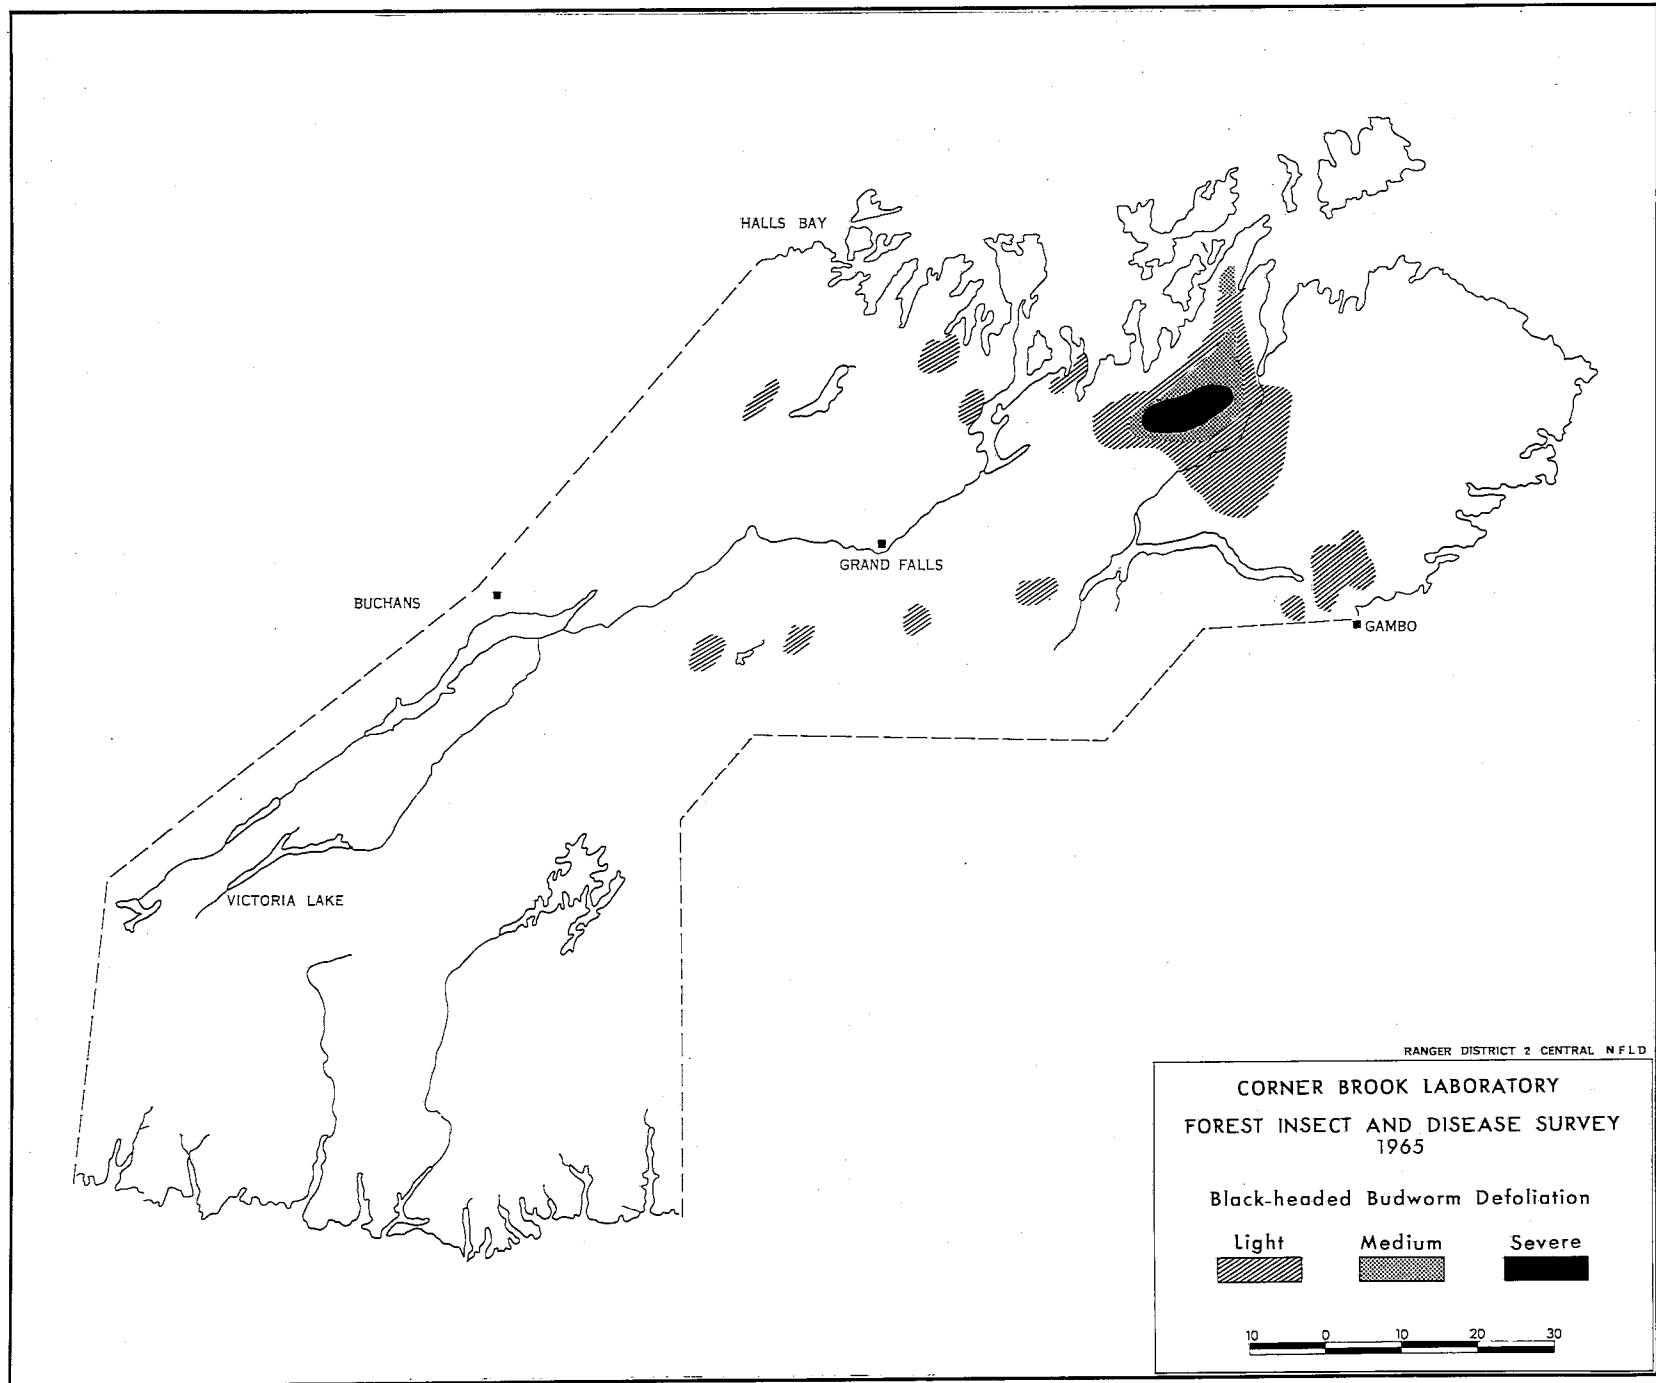 HALLS BAY
GRAND FALLS
BUCHANS
GAMBO
VICTORIA LAKE
RANGER DISTRICT 2 CENTRAL NFLD
CORNER BROOK LABORATORY
FOREST INSECT AND DISEASE SURVEY
1965
Black-headed Budworm Defoliation
Light Medium Severe
10 0 10 20 30